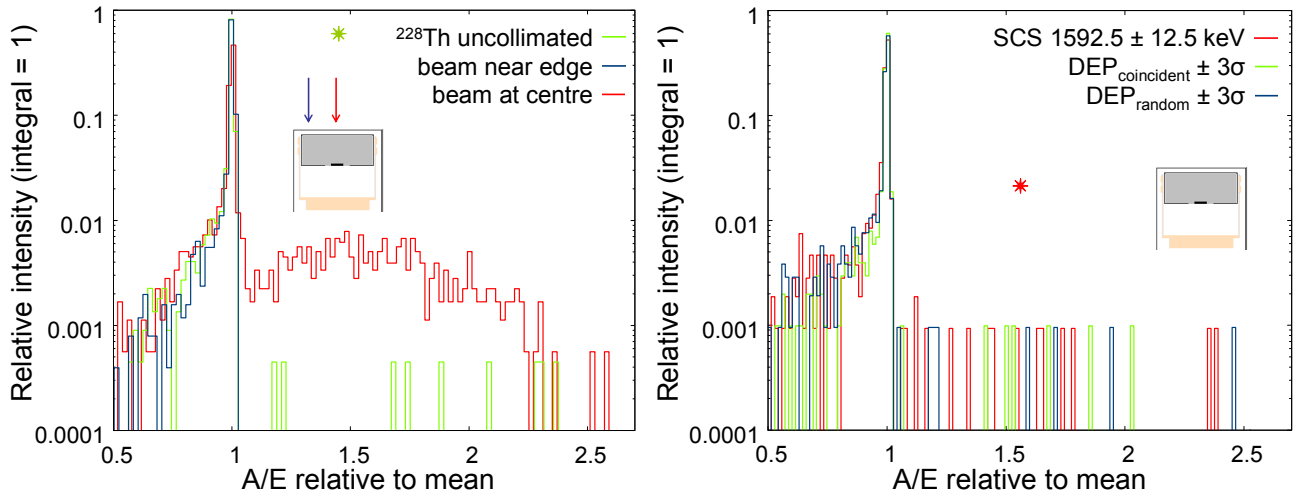 Relative intensity (integral = 1)
1
0.1
0.01
0.001
0.0001
²²⁸Th uncollimated
beam near edge
beam at centre
0.5
1
1.5
2
2.5
A/E relative to mean
Relative intensity (integral = 1)
1
0.1
0.01
0.001
0.0001
SCS 1592.5 ± 12.5 keV
DEPcoincident ± 3σ
DEPrandom ± 3σ
0.5
1
1.5
2
2.5
A/E relative to mean